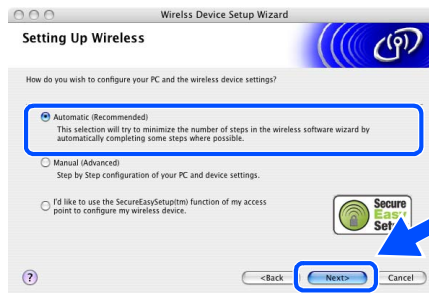 Wirelss Device Setup Wizard
Setting Up Wireless
How do you wish to configure your PC and the wireless device settings?
Automatic (Recommended)
This selection will try to minimize the number of steps in the wireless software wizard by
automatically completing some steps where possible.
Manual (Advanced)
Step by Step configuration of your PC and device settings.
I'd like to use the SecureEasySetup(tm) function of my access
point to configure my wireless device.
Secure
Easy
?
<Back
Next>
Cancel